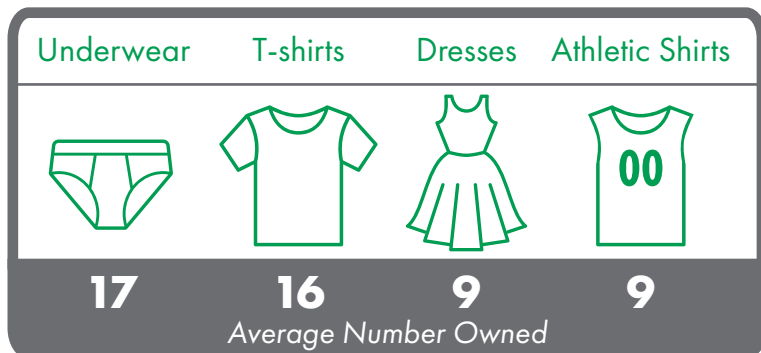 Underwear T-shirts Dresses Athletic Shirts
00
17 16 9 9
Average Number Owned